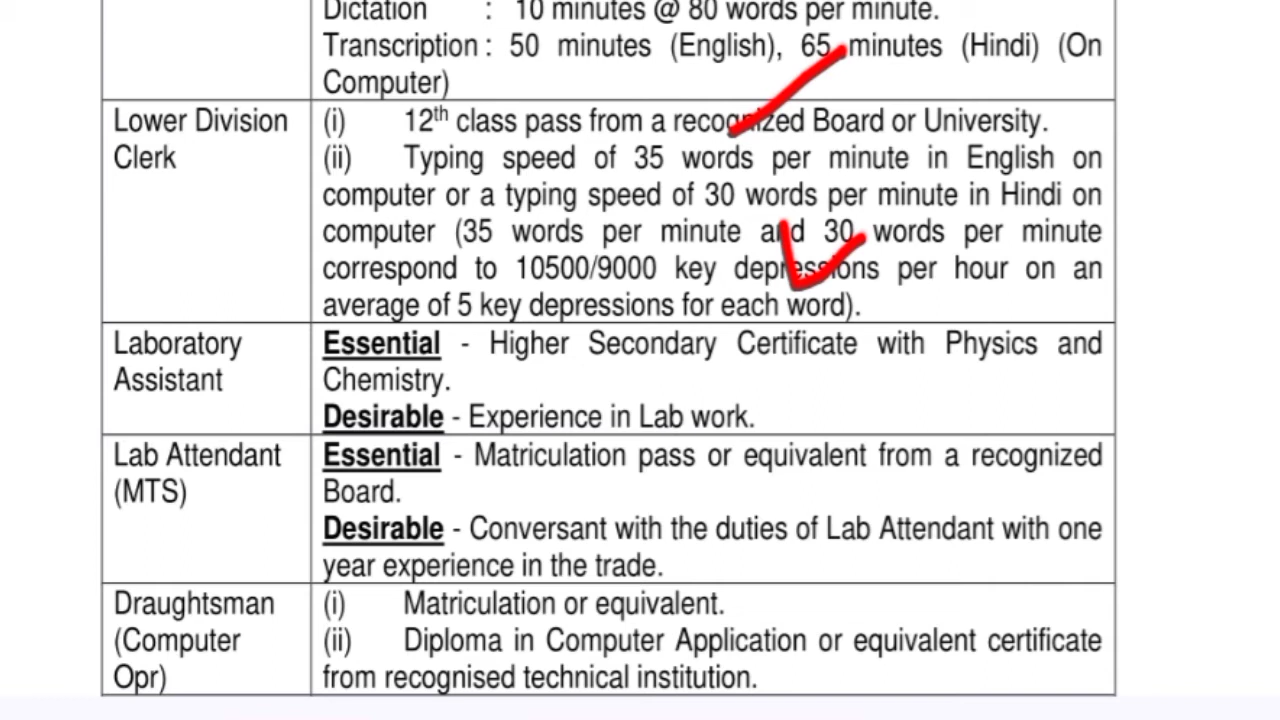 Dictation : 10 minutes @ 80 words per minute.
Transcription : 50 minutes (English), 65 minutes (Hindi) (On
Computer)
Lower Division
Clerk
(i) 12th class pass from a recognized Board or University.
(ii) Typing speed of 35 words per minute in English on
computer or a typing speed of 30 words per minute in Hindi on
computer (35 words per minute and 30 words per minute
correspond to 10500/9000 key depressions per hour on an
average of 5 key depressions for each word).
Laboratory
Assistant
Essential - Higher Secondary Certificate with Physics and
Chemistry.
Desirable - Experience in Lab work.
Lab Attendant
(MTS)
Essential - Matriculation pass or equivalent from a recognized
Board.
Desirable - Conversant with the duties of Lab Attendant with one
year experience in the trade.
Draughtsman
(Computer
Opr)
(i) Matriculation or equivalent.
(ii) Diploma in Computer Application or equivalent certificate
from recognised technical institution.